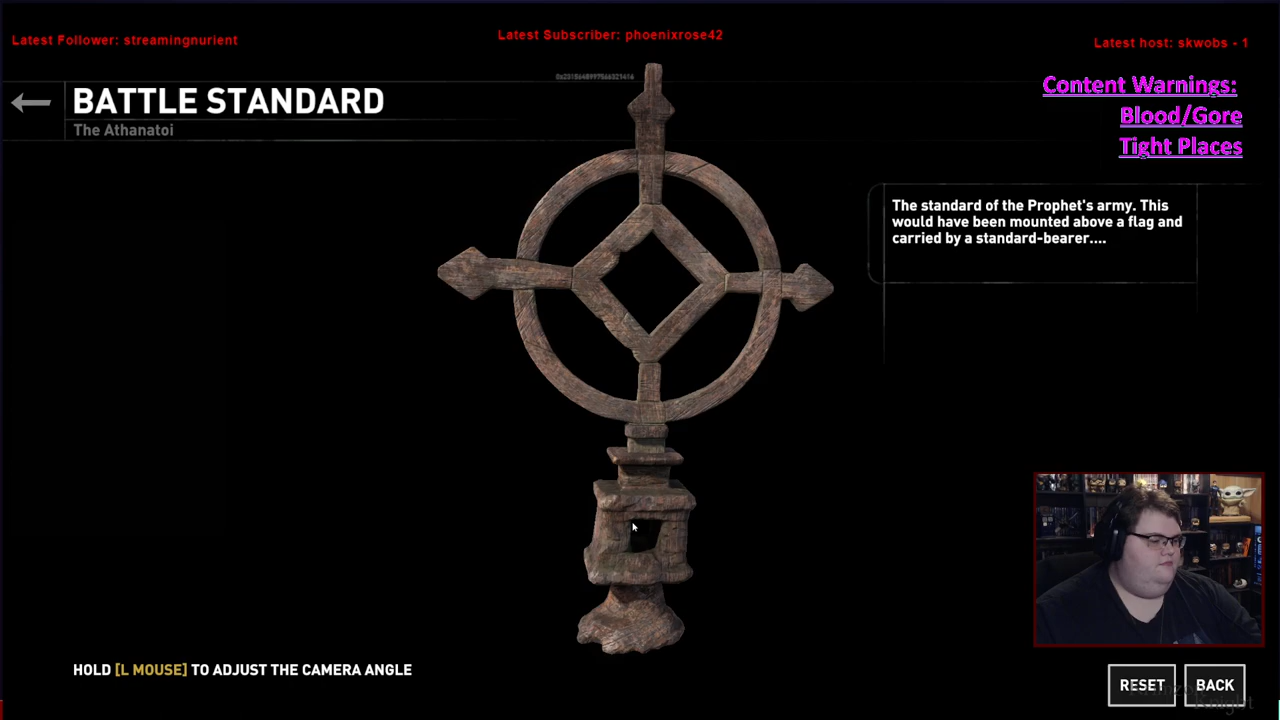 Latest Follower: streamingnurient
Latest Subscriber: phoenixrose42
Latest host: skwobs - 1
BATTLE STANDARD
The Athanatoi
Content Warnings:
Blood/Gore
Tight Places
The standard of the Prophet's army. This
would have been mounted above a flag and
carried by a standard-bearer....
HOLD [L MOUSE] TO ADJUST THE CAMERA ANGLE
RESET
BACK